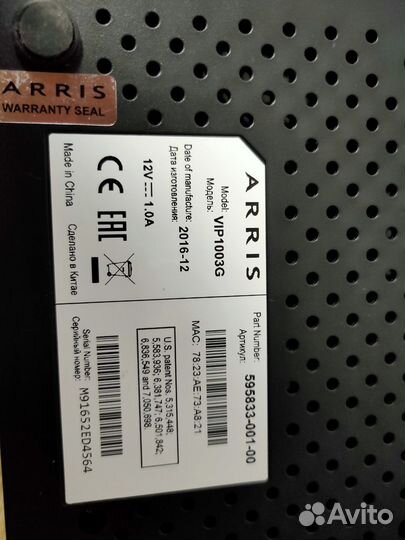 ARRIS
WARRANTY SEAL
ARRIS
Model:
Модель: VIP1003G
Date of manufacture:
Дата изготовления: 2016-12
12V 1.0A
CE EAC
Made in China
Сделано в Китае
Part Number:
Артикул: 595833-001-00
MAC: 78:23:AE:73:A8:21
U.S. patent Nos. 5,315,448;
5,583,936; 6,381,747; 6,501,842;
6,836,549 and 7,050,698.
Serial Number:
Серийный номер: M91652ED4564
Avito